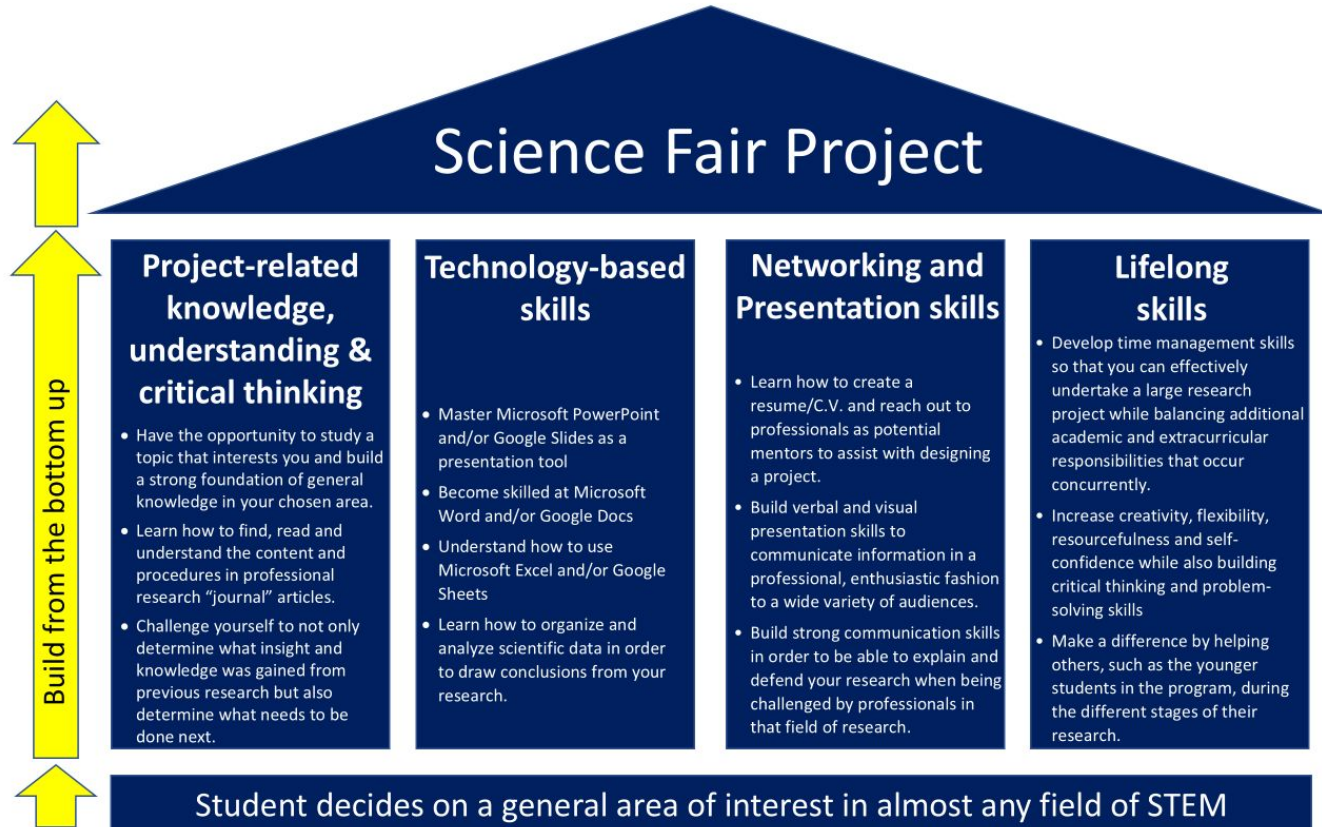 Science Fair Project
Build from the bottom up
Project-related
knowledge,
understanding &
critical thinking
• Have the opportunity to study a
topic that interests you and build
a strong foundation of general
knowledge in your chosen area.
• Learn how to find, read and
understand the content and
procedures in professional
research “journal” articles.
• Challenge yourself to not only
determine what insight and
knowledge was gained from
previous research but also
determine what needs to be
done next.
Technology-based
skills
• Master Microsoft PowerPoint
and/or Google Slides as a
presentation tool
• Become skilled at Microsoft
Word and/or Google Docs
• Understand how to use
Microsoft Excel and/or Google
Sheets
• Learn how to organize and
analyze scientific data in order
to draw conclusions from your
research.
Networking and
Presentation skills
• Learn how to create a
resume/C.V. and reach out to
professionals as potential
mentors to assist with designing
a project.
• Build verbal and visual
presentation skills to
communicate information in a
professional, enthusiastic fashion
to a wide variety of audiences.
• Build strong communication skills
in order to be able to explain and
defend your research when being
challenged by professionals in
that field of research.
Lifelong
skills
• Develop time management skills
so that you can effectively
undertake a large research
project while balancing additional
academic and extracurricular
responsibilities that occur
concurrently.
• Increase creativity, flexibility,
resourcefulness and self-
confidence while also building
critical thinking and problem-
solving skills
• Make a difference by helping
others, such as the younger
students in the program, during
the different stages of their
research.
Student decides on a general area of interest in almost any field of STEM